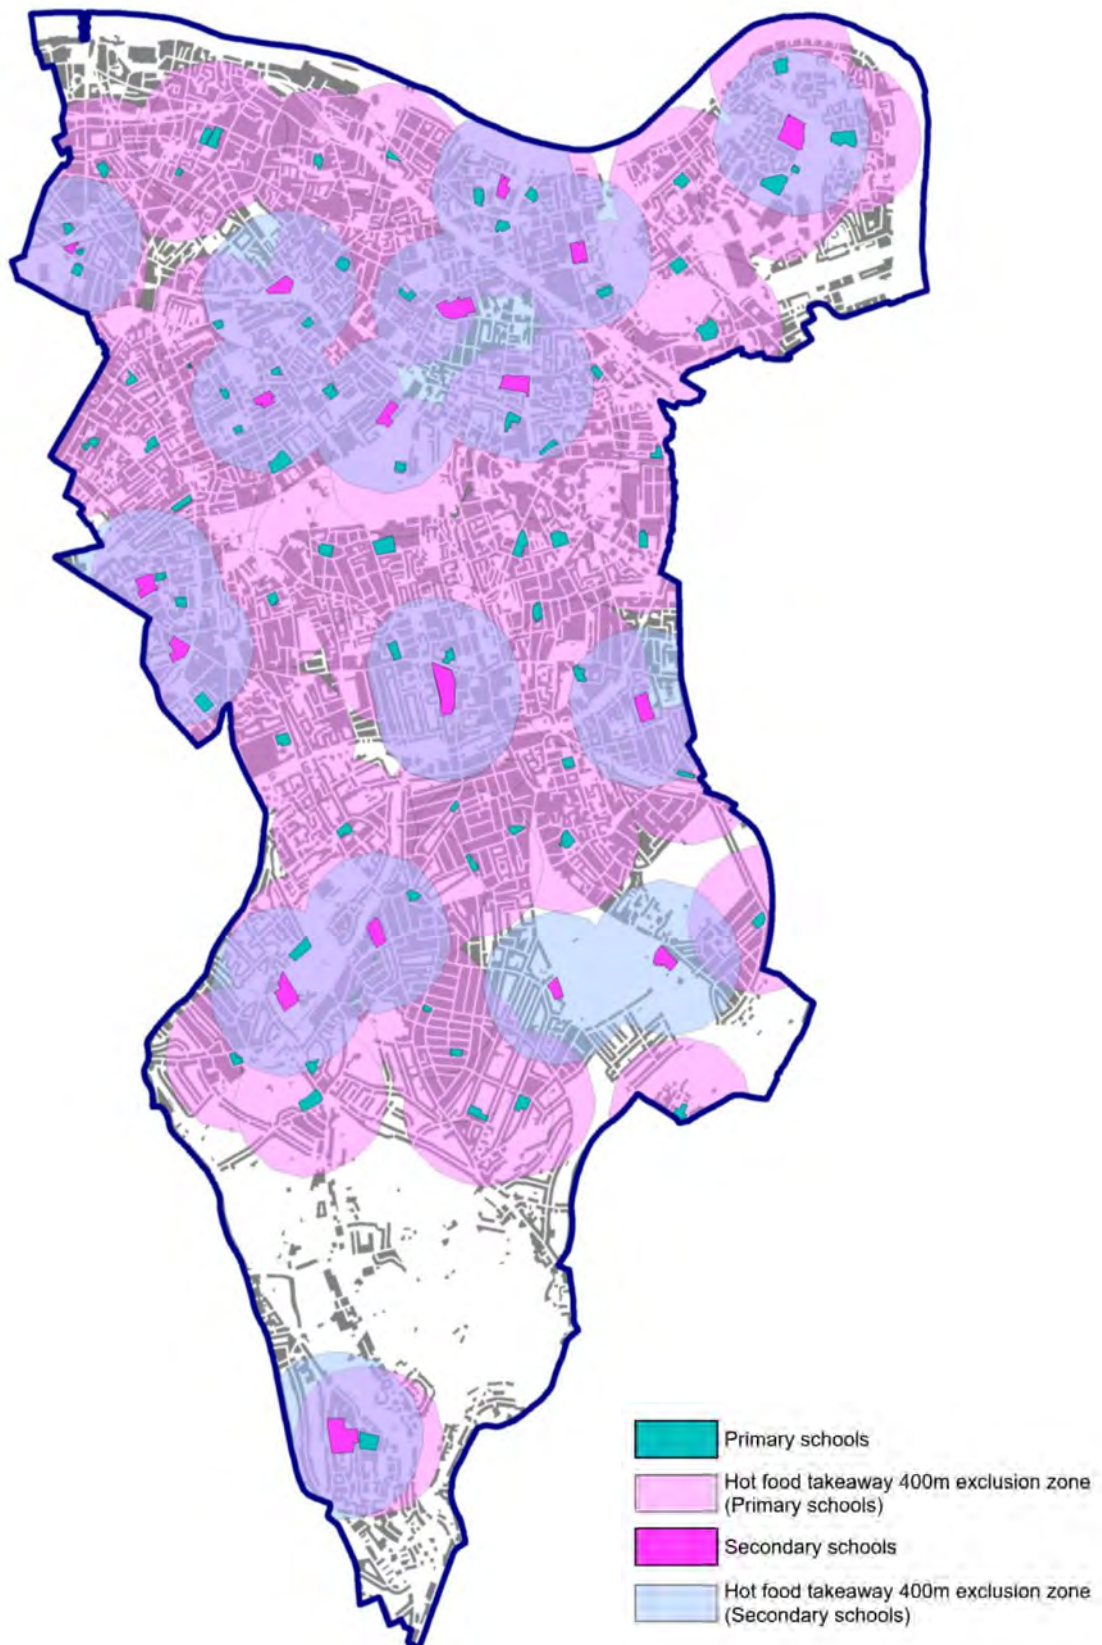 Primary schools
Hot food takeaway 400m exclusion zone
(Primary schools)
Secondary schools
Hot food takeaway 400m exclusion zone
(Secondary schools)